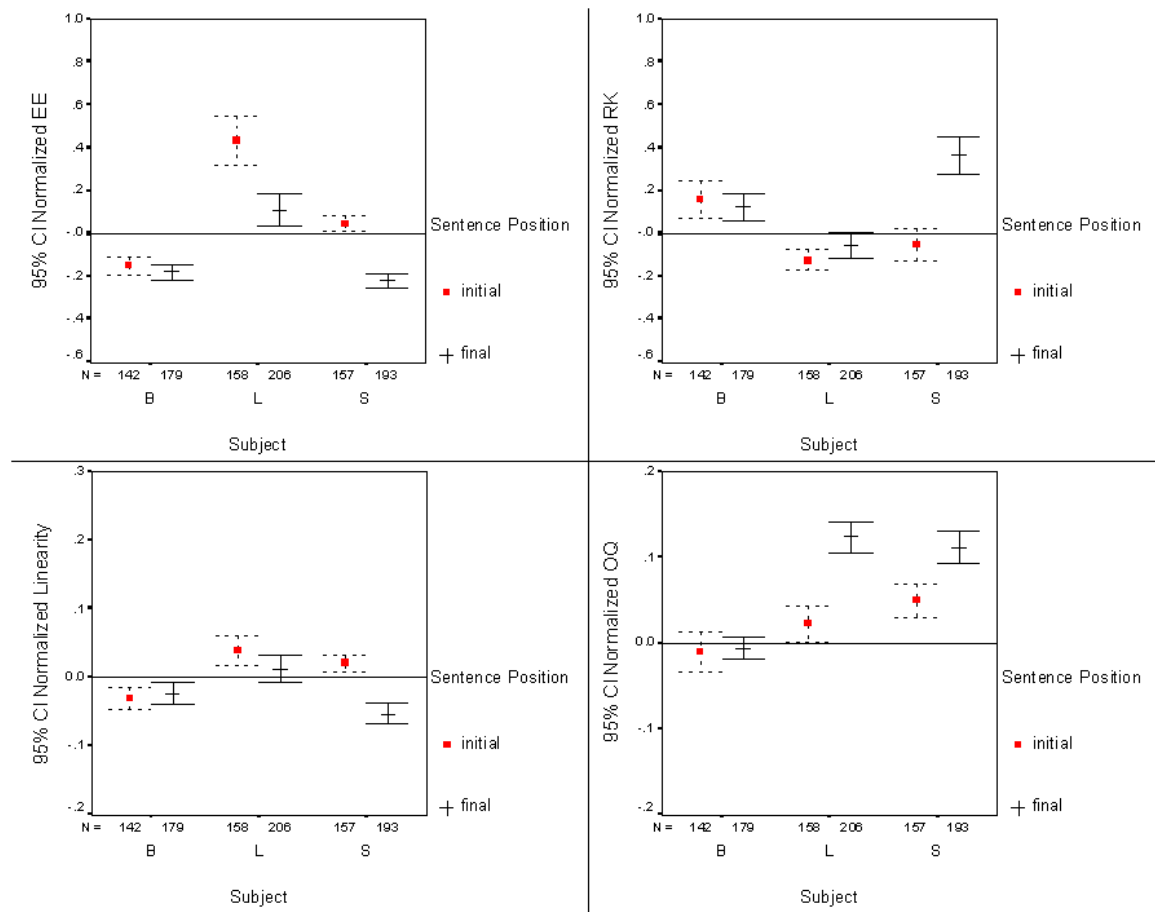 95% CI Normalized EE
1.0
.8
.6
.4
.2
-.0
-.2
-.4
-.6
N = 142 179 158 206 157 193
B L S
Subject
Sentence Position
initial
final
95% CI Normalized RK
1.0
.8
.6
.4
.2
-.0
-.2
-.4
-.6
N = 142 179 158 206 157 193
B L S
Subject
Sentence Position
initial
final
95% CI Normalized Linearity
.3
.2
.1
0.0
-.1
-.2
N = 142 179 158 206 157 193
B L S
Subject
Sentence Position
initial
final
95% CI Normalized OQ
.2
.1
0.0
-.1
-.2
N = 142 179 158 206 157 193
B L S
Subject
Sentence Position
initial
final